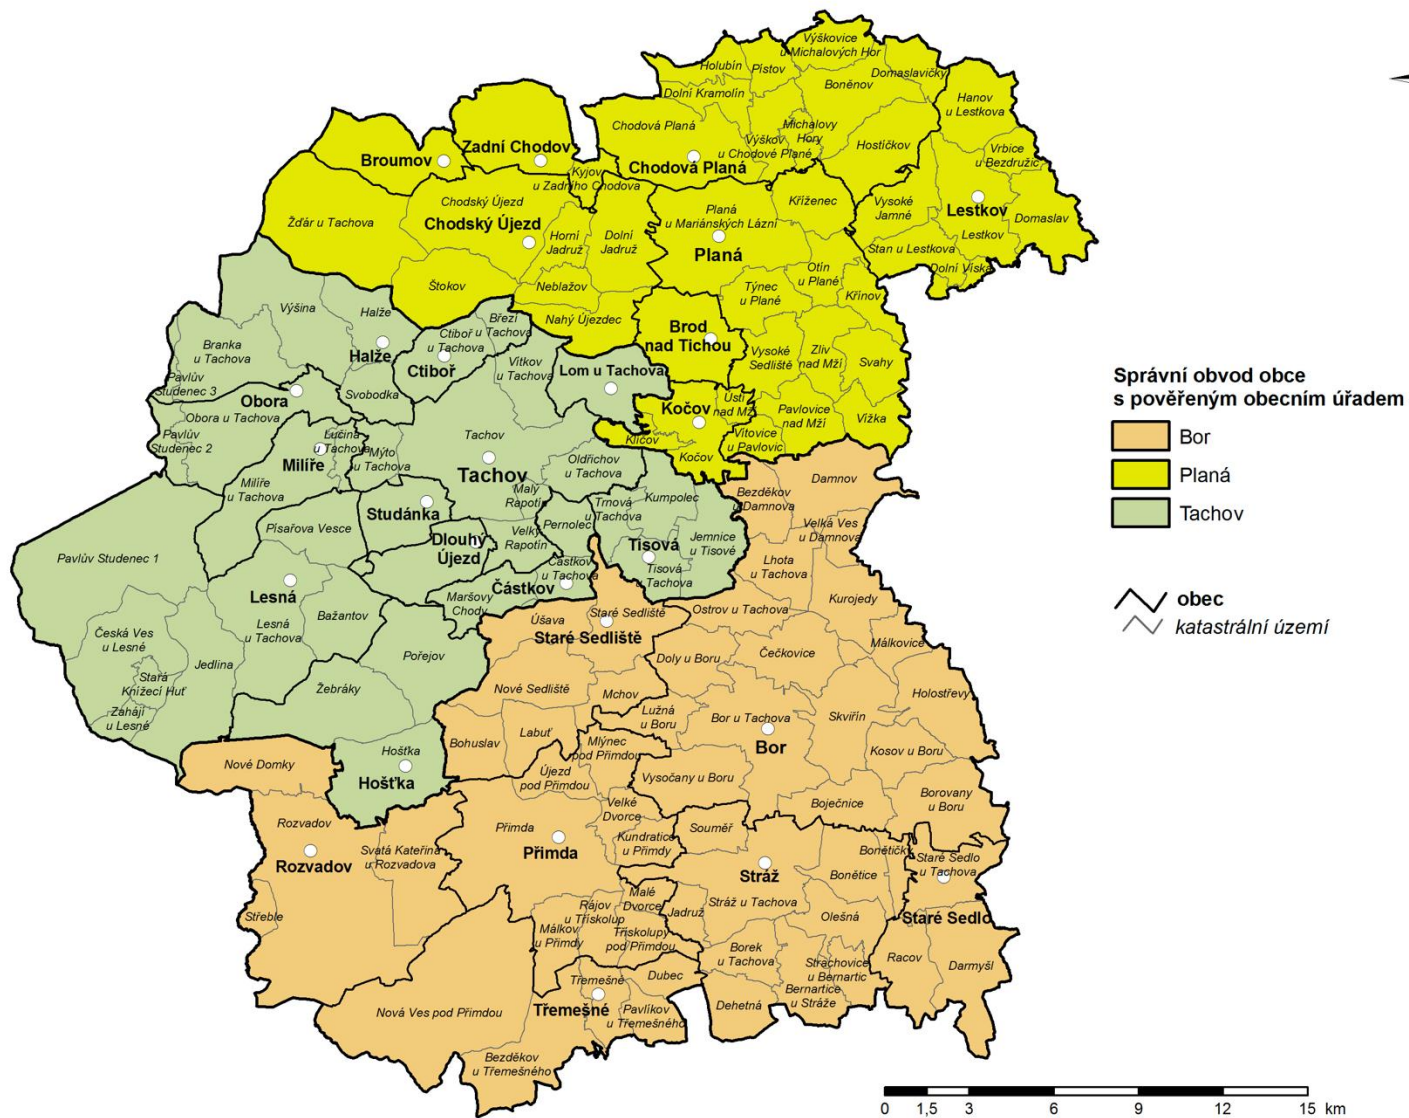 Výškovice
u Michalových Hor
Holubín
Pístov
Domaslavičky
Dolní Kramolín
Boněnov
Hanov
u Lestkova
Chodová Planá
Michalovy
Hory
Výškov
u Chodové Plané
Hostíčkov
Vrbice
u Bezdružic
Broumov
Zadní Chodov
Chodová Planá
Kyjov
u Zadního Chodova
Chodský Újezd
Chodský Újezd
Žďár u Tachova
Horní
Jadruž
Dolní
Jadruž
Planá
u Mariánských Lázní
Planá
Kříženec
Vysoké
Jamné
Lestkov
Lestkov
Domaslav
Stan u Lestkova
Dolní Víska
Štokov
Neblažov
Nahý Újezdec
Týnec
u Plané
Otín
u Plané
Křínov
Výšina
Halže
Halže
Branka
u Tachova
Březí
u Tachova
Ctiboř
u Tachova
Ctiboř
Vítkov
u Tachova
Lom u Tachova
Brod
nad Tichou
Vysoké
Sedliště
Zliv
nad Mží
Svahy
Pavlův
Studenec 3
Obora
Svobodka
Obora u Tachova
Kočov
Ústí
nad Mží
Pavlovice
nad Mží
Vížka
Klíčov
Kočov
Vítovice
u Pavlovic
Pavlův
Studenec 2
Lučina
u Tachova
Milíře
Mýto
u Tachova
Tachov
Tachov
Oldřichov
u Tachova
Milíře
u Tachova
Studánka
Malý
Rapotín
Písařova Vesce
Dlouhý
Újezd
Velký
Rapotín
Pernolec
Trnová
u Tachova
Kumpolec
Jemnice
u Tisové
Tisová
Tisová
u Tachova
Bezděkov
u Damnova
Damnov
Velká Ves
u Damnova
Lhota
u Tachova
Pavlův Studenec 1
Lesná
Lesná
u Tachova
Bažantov
Částkov
u Tachova
Částkov
Maršovy
Chody
Úšava
Staré Sedliště
Staré Sedliště
Ostrov u Tachova
Kurojedy
Málkovice
Česká Ves
u Lesné
Stará
Knížecí Huť
Jedlina
Zahájí
u Lesné
Pořejov
Žebráky
Doly u Boru
Čečkovice
Nové Sedliště
Mchov
Holostřevy
Lužná
u Boru
Bor u Tachova
Bor
Skviřín
Kosov u Boru
Bohuslav
Labuť
Mlýnec
pod Přimdou
Hošťka
Hošťka
Nové Domky
Újezd
pod Přimdou
Vysočany u Boru
Boječnice
Borovany
u Boru
Rozvadov
Rozvadov
Svatá Kateřina
u Rozvadova
Přimda
Přimda
Velké
Dvorce
Kundratice
u Přimdy
Souměř
Stráž
Stráž u Tachova
Bonětičky
Bonětice
Staré Sedlo
u Tachova
Staré Sedlo
Střeble
Malé
Dvorce
Rájov
u Třískolup
Málkov
u Přimdy
Třískolupy
pod Přimdou
Jadruž
Olešná
Borek
u Tachova
Strachovice
u Bernartic
Bernartice
u Stráže
Racov
Darmyšl
Nová Ves pod Přimdou
Třemešné
Třemešné
Dubec
Pavlíkov
u Třemešného
Dehetná
Bezděkov
u Třemešného
Správní obvod obce
s pověřeným obecním úřadem
Bor
Planá
Tachov
obec
katastrální území
0 1,5 3 6 9 12 15 km